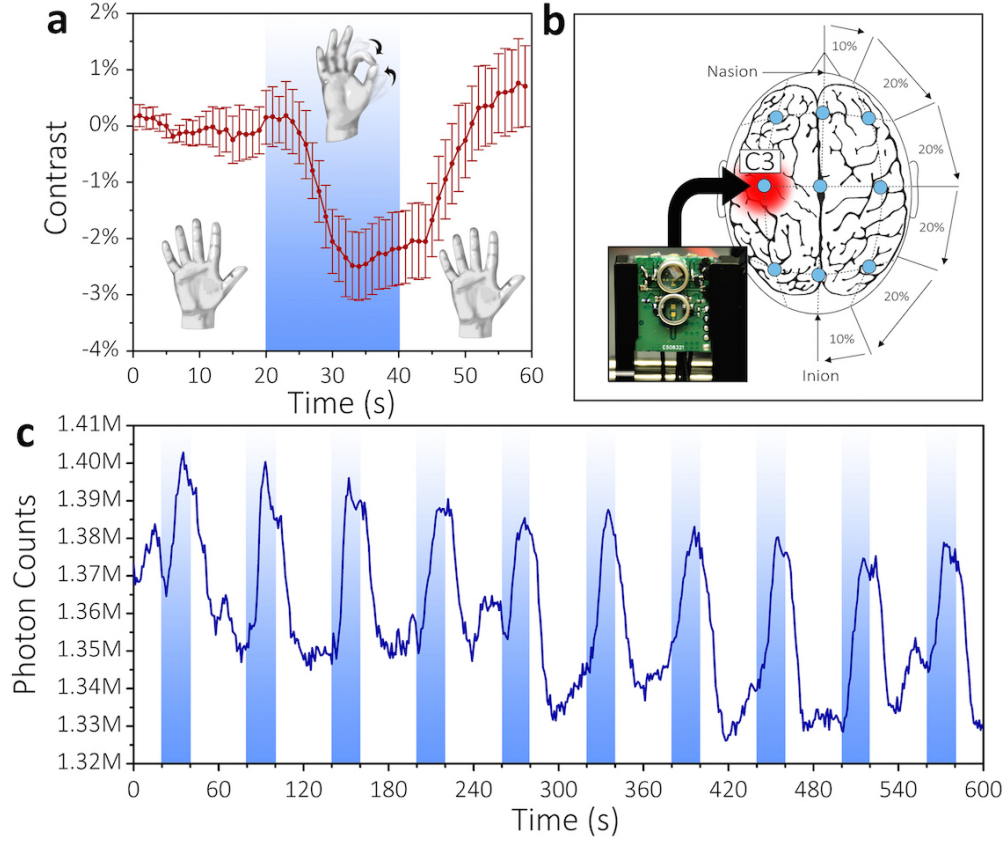 a
2%
1%
0%
-1%
-2%
-3%
-4%
Contrast
0 10 20 30 40 50 60
Time (s)
b
Nasion
10%
20%
20%
20%
20%
10%
C3
Inion
c
1.41M
1.40M
1.39M
1.38M
1.37M
1.36M
1.35M
1.34M
1.33M
1.32M
Photon Counts
0 60 120 180 240 300 360 420 480 540 600
Time (s)